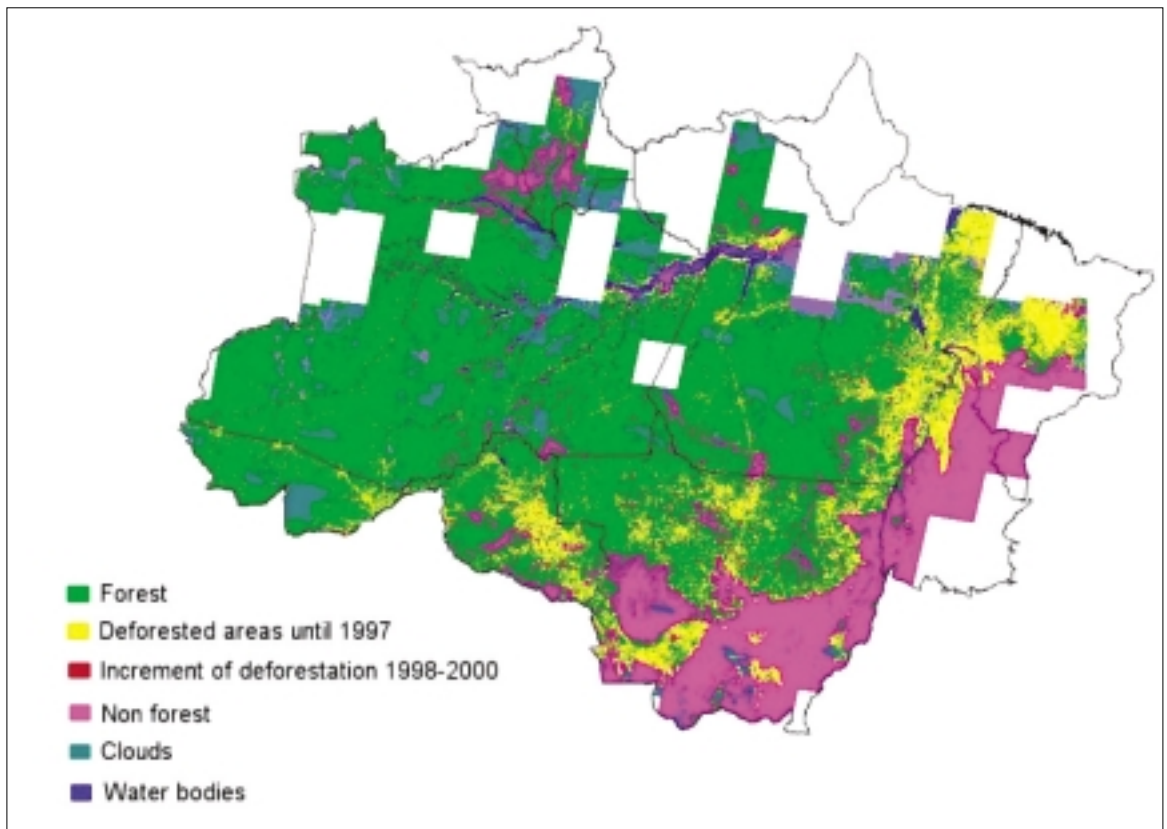 Forest
Deforested areas until 1997
Increment of deforestation 1998-2000
Non forest
Clouds
Water bodies